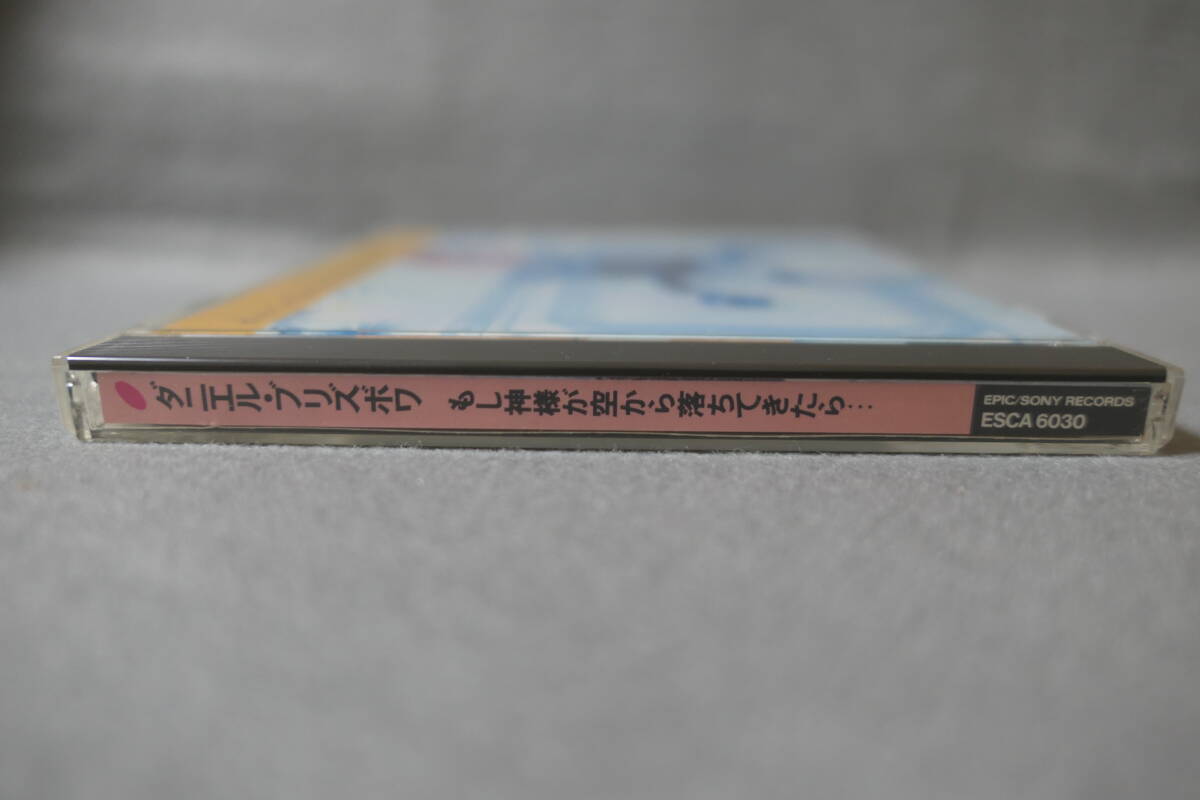 ダニエル・ブリズボワ もし神様が空から落ちてきたら…
EPIC/SONY RECORDS
ESCA 6030